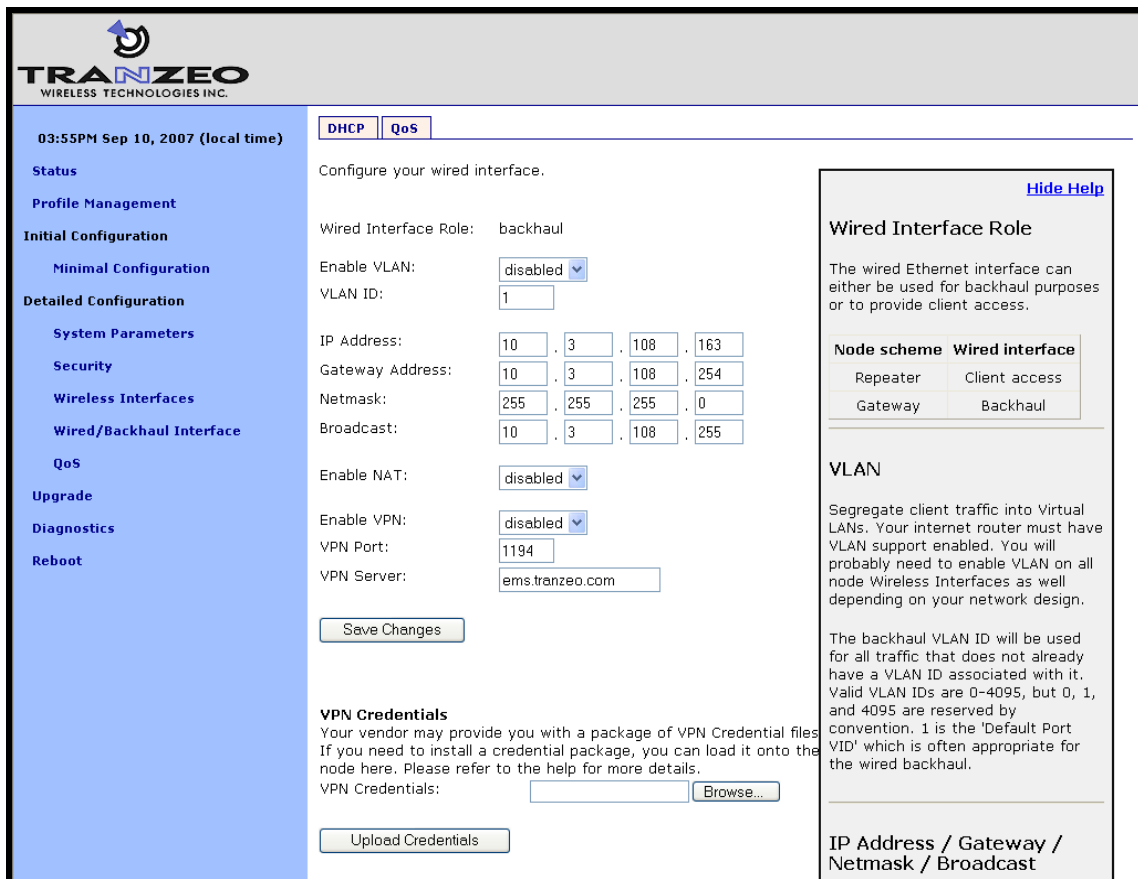 TRANZEO
WIRELESS TECHNOLOGIES INC.
03:55PM Sep 10, 2007 (local time)
Status
Profile Management
Initial Configuration
Minimal Configuration
Detailed Configuration
System Parameters
Security
Wireless Interfaces
Wired/Backhaul Interface
QoS
Upgrade
Diagnostics
Reboot
DHCP QoS
Configure your wired interface.
Wired Interface Role: backhaul
Enable VLAN: disabled
VLAN ID: 1
IP Address: 10 . 3 . 108 . 163
Gateway Address: 10 . 3 . 108 . 254
Netmask: 255 . 255 . 255 . 0
Broadcast: 10 . 3 . 108 . 255
Enable NAT: disabled
Enable VPN: disabled
VPN Port: 1194
VPN Server: ems.tranzeo.com
Save Changes
VPN Credentials
Your vendor may provide you with a package of VPN Credential files
If you need to install a credential package, you can load it onto the
node here. Please refer to the help for more details.
VPN Credentials: Browse...
Upload Credentials
Hide Help
Wired Interface Role
The wired Ethernet interface can
either be used for backhaul purposes
or to provide client access.
Node scheme Wired interface
Repeater Client access
Gateway Backhaul
VLAN
Segregate client traffic into Virtual
LANs. Your internet router must have
VLAN support enabled. You will
probably need to enable VLAN on all
node Wireless Interfaces as well
depending on your network design.
The backhaul VLAN ID will be used
for all traffic that does not already
have a VLAN ID associated with it.
Valid VLAN IDs are 0-4095, but 0, 1,
and 4095 are reserved by
convention. 1 is the 'Default Port
VID' which is often appropriate for
the wired backhaul.
IP Address / Gateway /
Netmask / Broadcast